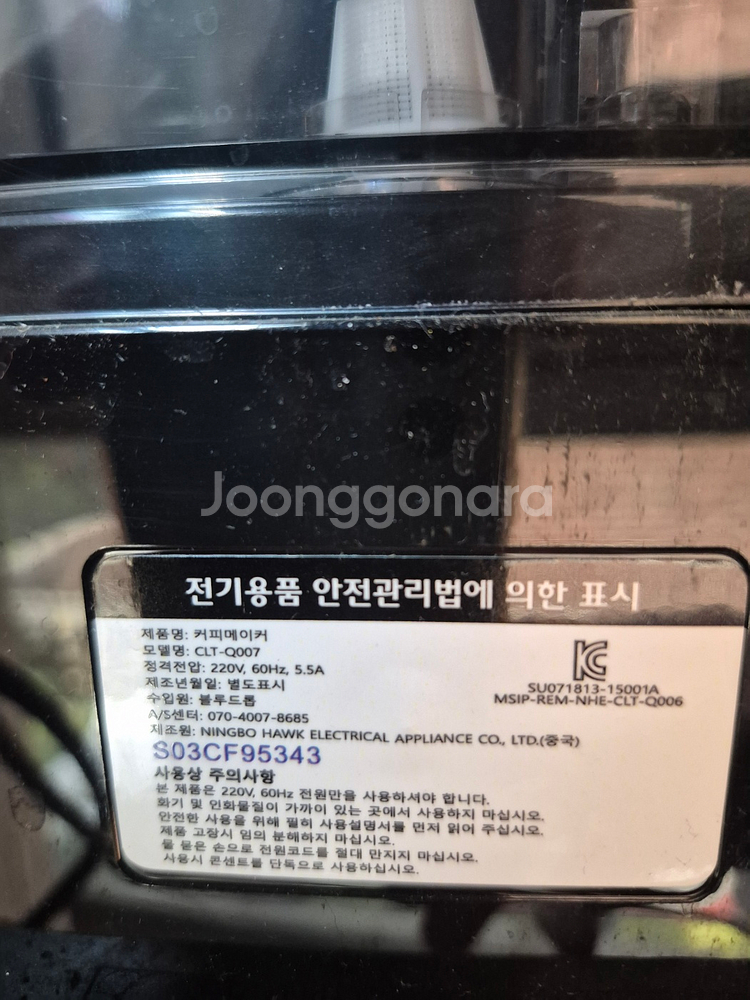 Joonggonara
전기용품 안전관리법에 의한 표시
제품명: 커피메이커
모델명: CLT-Q007
정격전압: 220V, 60Hz, 5.5A
제조년월일: 별도표시
수입원: 블루드롭
A/S센터: 070-4007-8685
제조원: NINGBO HAWK ELECTRICAL APPLIANCE CO., LTD.(중국)
SU071813-15001A
MSIP-REM-NHE-CLT-Q006
S03CF95343
사용상 주의사항
본 제품은 220V, 60Hz 전원만을 사용하셔야 합니다.
화기 및 인화물질이 가까이 있는 곳에서 사용하지 마십시오.
안전한 사용을 위해 필히 사용설명서를 먼저 읽어 주십시오.
제품 고장시 임의 분해하지 마십시오.
물 묻은 손으로 전원코드를 절대 만지지 마십시오.
사용시 콘센트를 단독으로 사용하십시오.